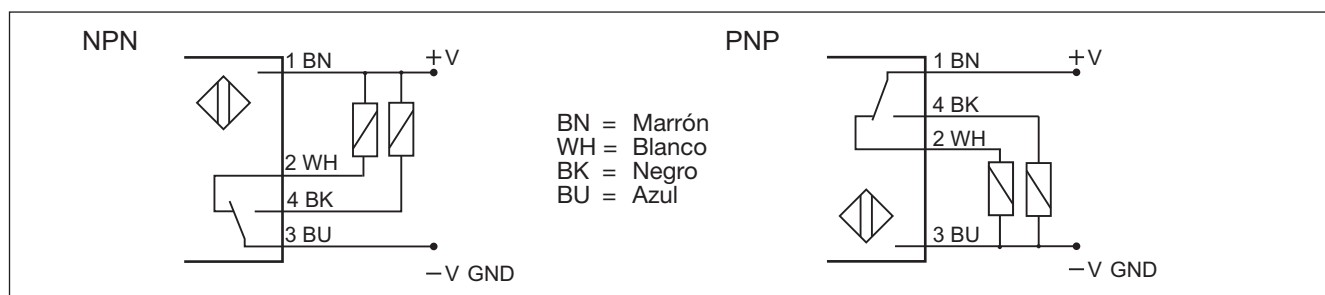 NPN
1 BN
+V
2 WH
4 BK
3 BU
−V GND
BN = Marrón
WH = Blanco
BK = Negro
BU = Azul
PNP
1 BN
+V
4 BK
2 WH
3 BU
−V GND